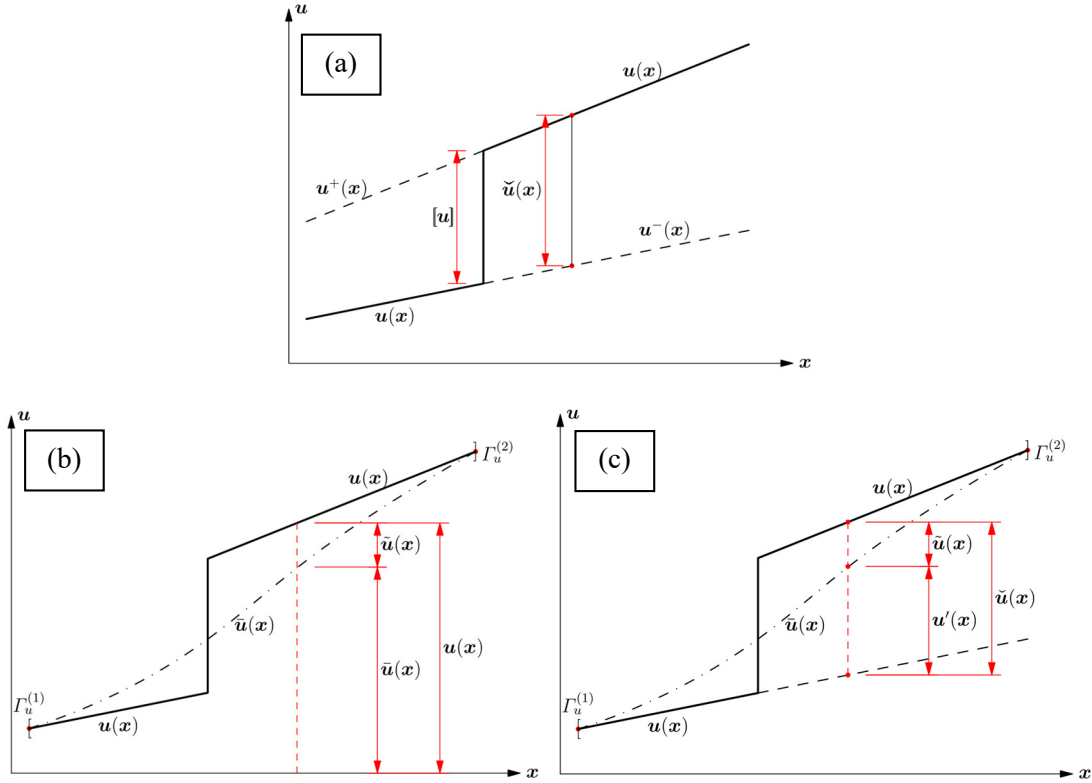 u
(a)
u(x)
u⁺(x)
ŭ(x)
[u]
u⁻(x)
u(x)
x
u
(b)
Γᵤ⁽²⁾
u(x)
ũ(x)
ū(x)
u(x)
ū(x)
Γᵤ⁽¹⁾
u(x)
x
u
(c)
Γᵤ⁽²⁾
u(x)
ũ(x)
ŭ(x)
u′(x)
ū(x)
Γᵤ⁽¹⁾
u(x)
x